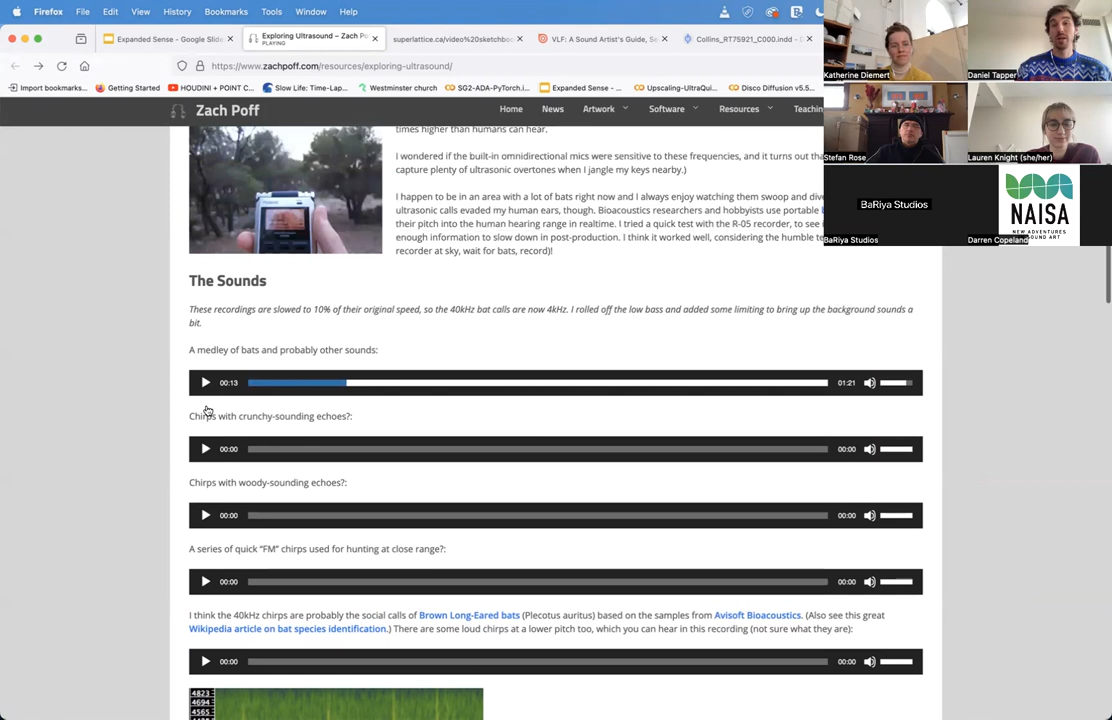 Firefox File Edit View History Bookmarks Tools Window Help
Expanded Sense - Google Slide
Exploring Ultrasound – Zach Po
PLAYING
superlattice.ca/video%20sketchbo
VLF: A Sound Artist's Guide, Se
Collins_RT75921_C000.indd - D
https://www.zachpoff.com/resources/exploring-ultrasound/
Import bookmarks... Getting Started HOUDINI + POINT C... Slow Life: Time-Lap... Westminster church SG2-ADA-PyTorch.i... Expanded Sense - ... Upscaling-UltraQui... Disco Diffusion v5.5...
Zach Poff
Home News Artwork Software Resources Teachin
times higher than humans can hear.
I wondered if the built-in omnidirectional mics were sensitive to these frequencies, and it turns out tha
capture plenty of ultrasonic overtones when I jangle my keys nearby.)
I happen to be in an area with a lot of bats right now and I always enjoy watching them swoop and dive
ultrasonic calls evaded my human ears, though. Bioacoustics researchers and hobbyists use portable b
their pitch into the human hearing range in realtime. I tried a quick test with the R-05 recorder, to see i
enough information to slow down in post-production. I think it worked well, considering the humble te
recorder at sky, wait for bats, record)!
The Sounds
These recordings are slowed to 10% of their original speed, so the 40kHz bat calls are now 4kHz. I rolled off the low bass and added some limiting to bring up the background sounds a
bit.
A medley of bats and probably other sounds:
00:13 01:21
Chirps with crunchy-sounding echoes?:
00:00 00:00
Chirps with woody-sounding echoes?:
00:00 00:00
A series of quick “FM” chirps used for hunting at close range?:
00:00 00:00
I think the 40kHz chirps are probably the social calls of Brown Long-Eared bats (Plecotus auritus) based on the samples from Avisoft Bioacoustics. (Also see this great
Wikipedia article on bat species identification.) There are some loud chirps at a lower pitch too, which you can hear in this recording (not sure what they are):
00:00 00:00
4823
4694
4565
Katherine Diemert
Daniel Tapper
Stefan Rose
Lauren Knight (she/her)
BaRiya Studios
BaRiya Studios
NAISA
Darren Copeland